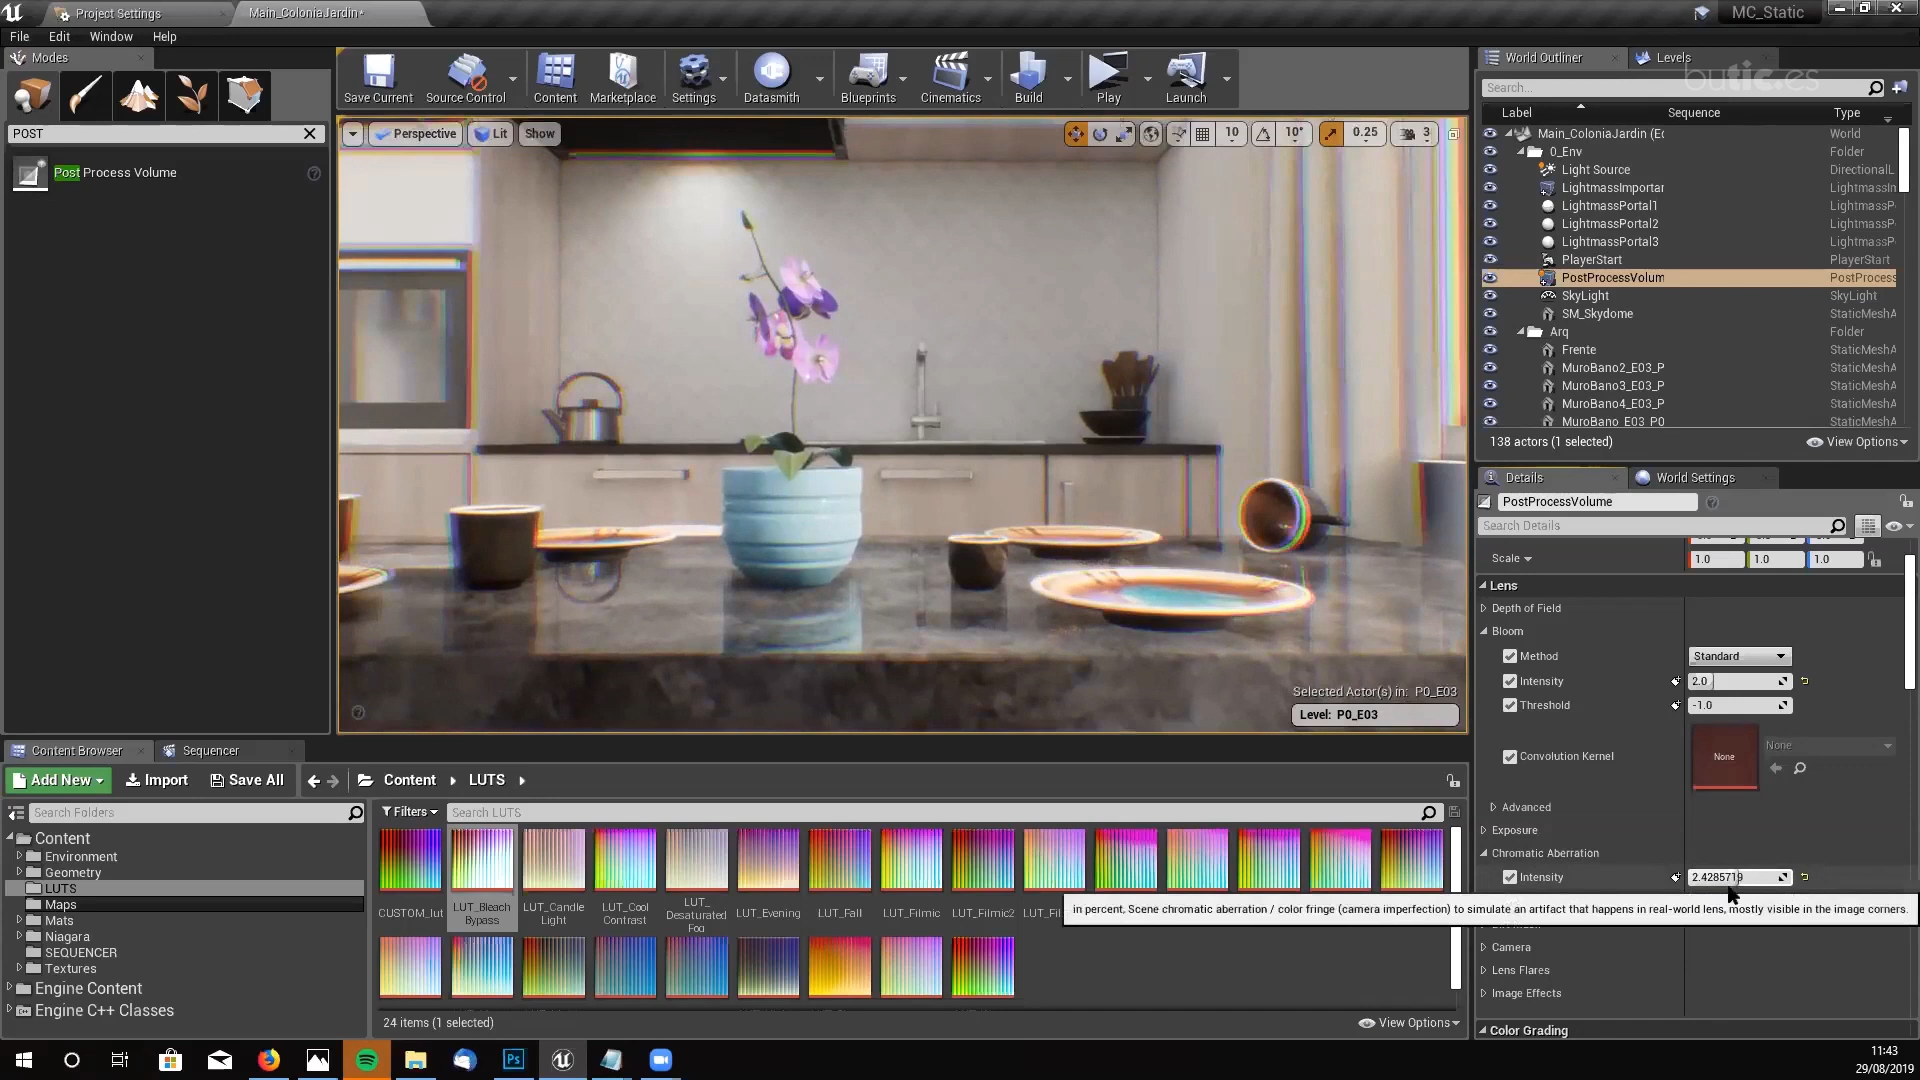 Project Settings
Main_ColoniaJardin*
MC_Static
File Edit Window Help
Modes
POST
Post Process Volume
Save Current
Source Control
Content
Marketplace
Settings
Datasmith
Blueprints
Cinematics
Build
Play
Launch
Perspective
Lit
Show
10
10°
0.25
3
Selected Actor(s) in: P0_E03
Level: P0_E03
World Outliner
Levels
butic.es
Search...
Label Sequence Type
Main_ColoniaJardin (Ec World
0_Env Folder
Light Source DirectionalL
LightmassImportar LightmassIn
LightmassPortal1 LightmassP
LightmassPortal2 LightmassP
LightmassPortal3 LightmassP
PlayerStart PlayerStart
PostProcessVolum PostProcess
SkyLight SkyLight
SM_Skydome StaticMeshA
Arq Folder
Frente StaticMeshA
MuroBano2_E03_P StaticMeshA
MuroBano3_E03_P StaticMeshA
MuroBano4_E03_P StaticMeshA
MuroBano_E03_P0 StaticMeshA
138 actors (1 selected)
View Options
Details
World Settings
PostProcessVolume
Search Details
Scale 1.0 1.0 1.0
Lens
Depth of Field
Bloom
Method Standard
Intensity 2.0
Threshold -1.0
Convolution Kernel None None
Advanced
Exposure
Chromatic Aberration
Intensity 2.4285719
in percent, Scene chromatic aberration / color fringe (camera imperfection) to simulate an artifact that happens in real-world lens, mostly visible in the image corners.
Camera
Lens Flares
Image Effects
Color Grading
Content Browser
Sequencer
Add New
Import
Save All
Content
LUTS
Search Folders
Filters
Search LUTS
Content
Environment
Geometry
LUTS
Maps
Mats
Niagara
SEQUENCER
Textures
Engine Content
Engine C++ Classes
CUSTOM_lut
LUT_Bleach
Bypass
LUT_Candle
Light
LUT_Cool
Contrast
LUT_
Desaturated
Fog
LUT_Evening
LUT_Fall
LUT_Filmic
LUT_Filmic2
24 items (1 selected)
View Options
11:43
29/08/2019